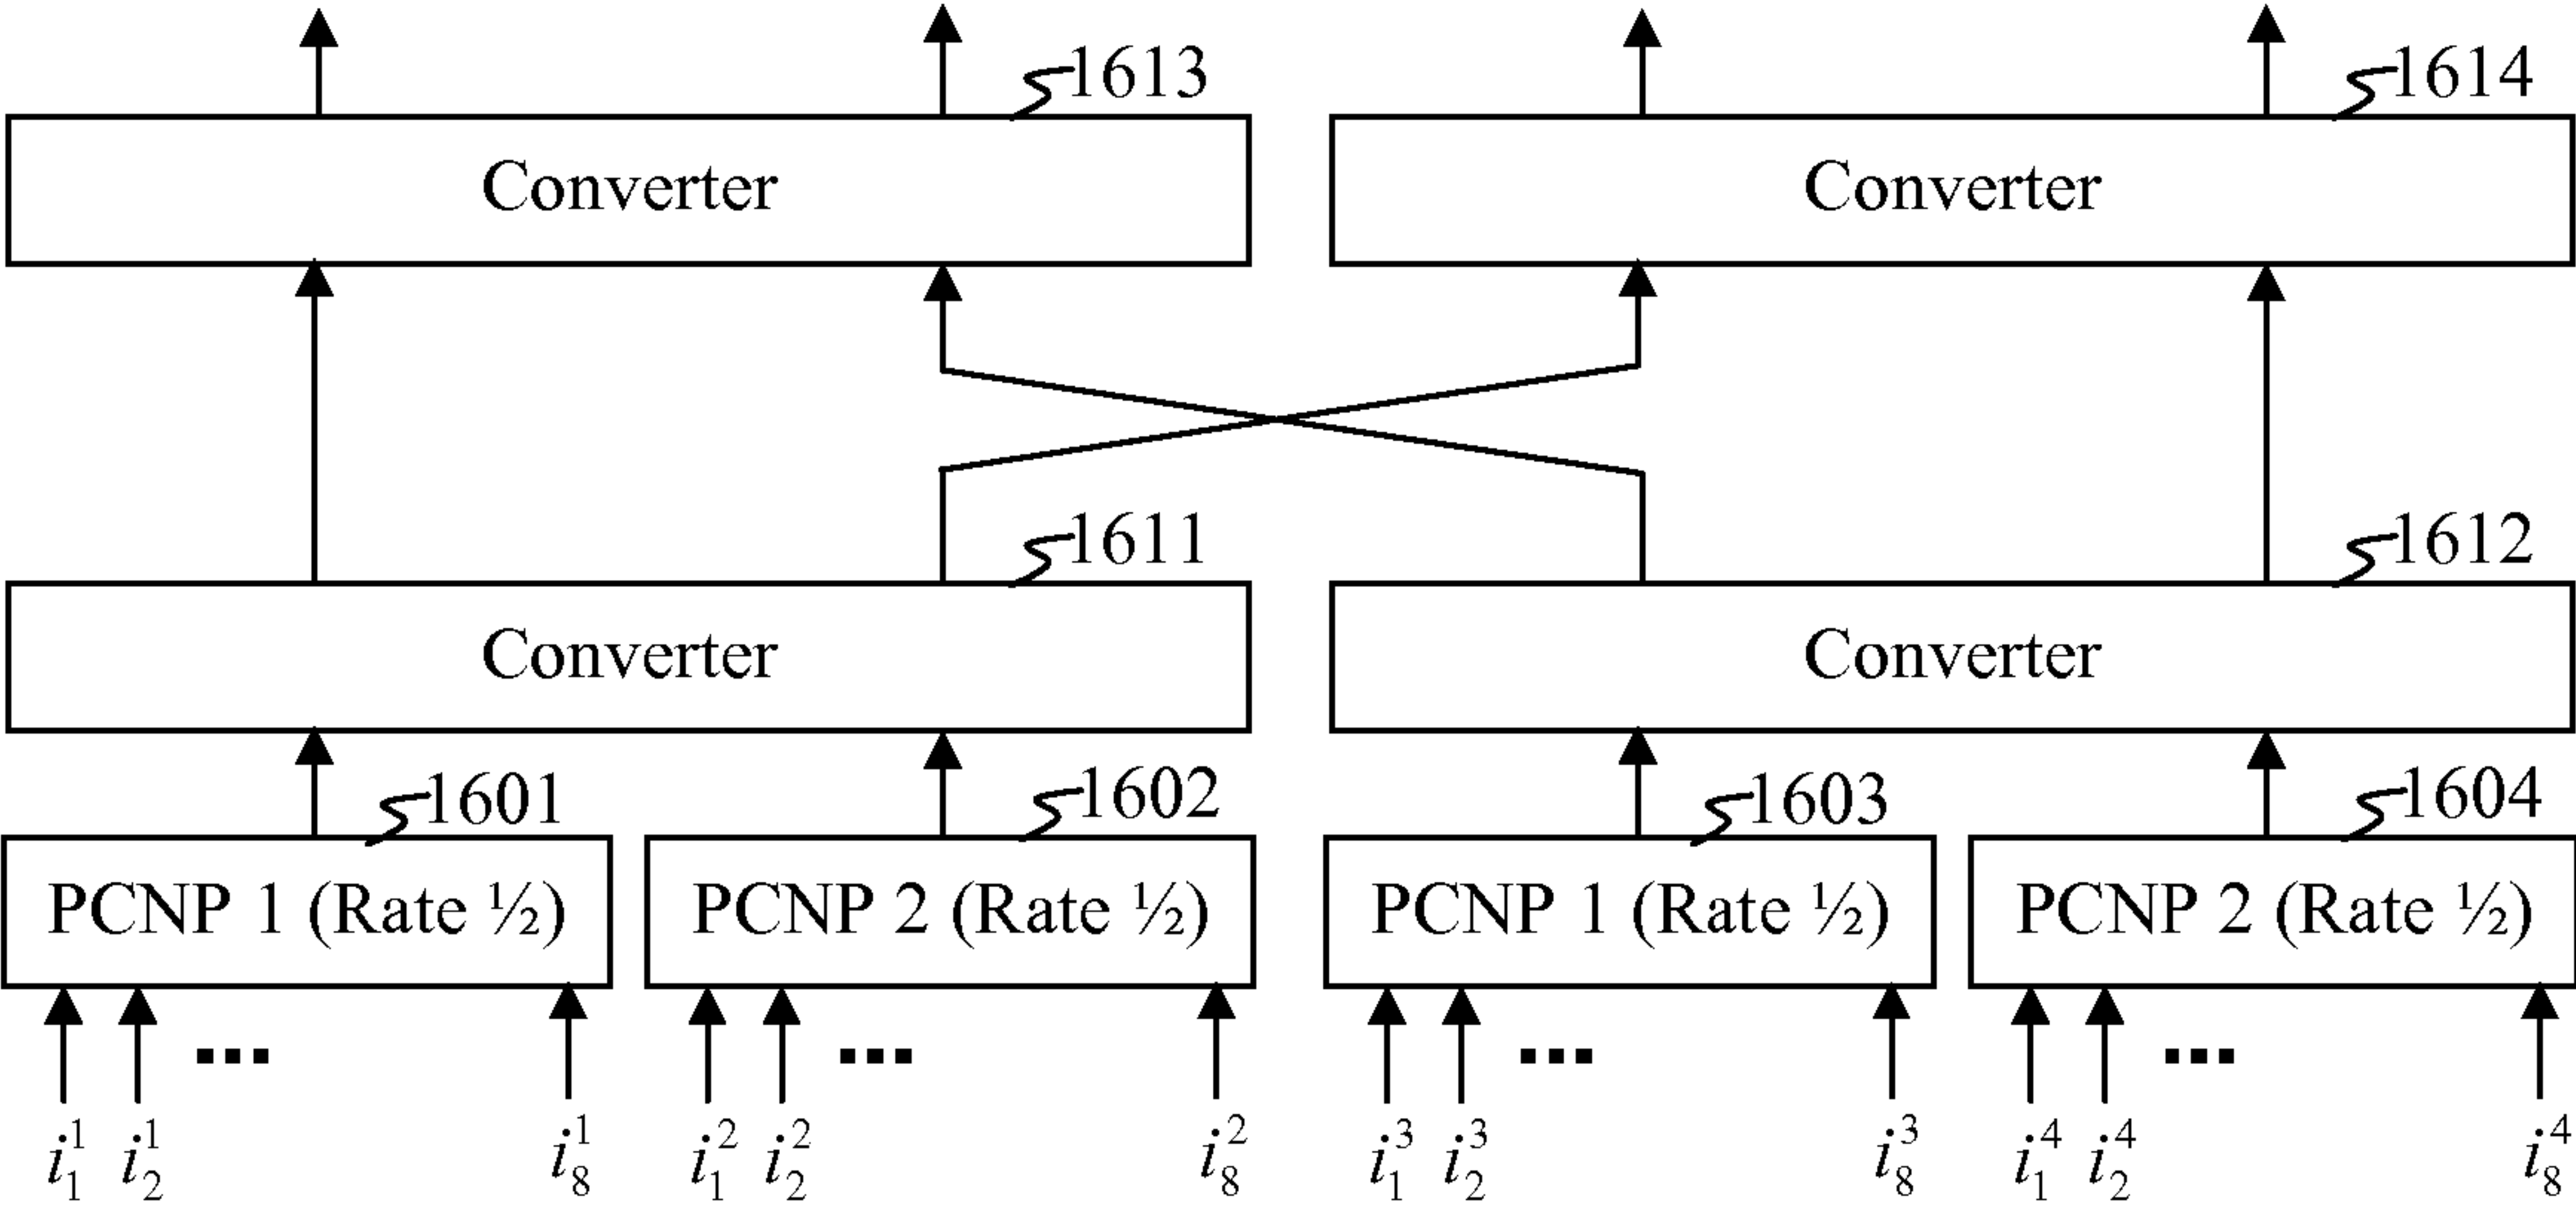 1613 1614
Converter Converter
1611 1612
Converter Converter
1601 1602 1603 1604
PCNP 1 (Rate ½) PCNP 2 (Rate ½) PCNP 1 (Rate ½) PCNP 2 (Rate ½)
... ... ... ...
i₁¹ i₂¹ i₈¹ i₁² i₂² i₈² i₁³ i₂³ i₈³ i₁⁴ i₂⁴ i₈⁴